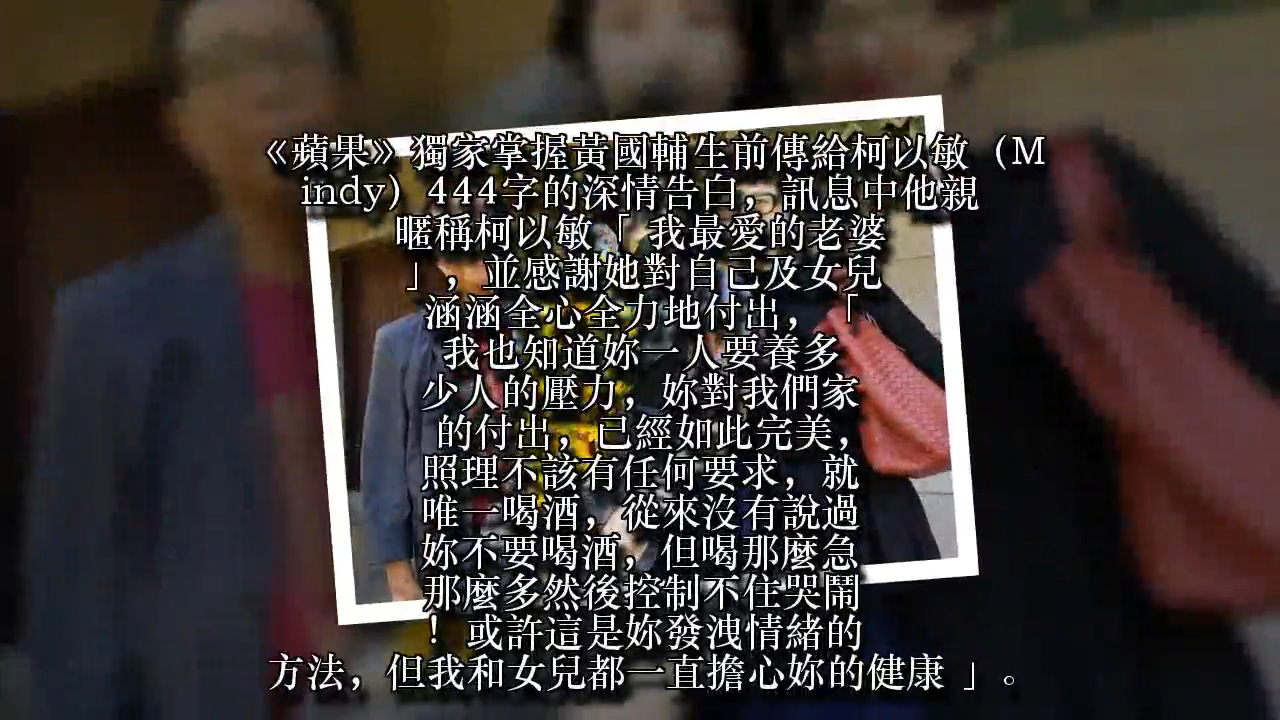 《蘋果》獨家掌握黃國輔生前傳給柯以敏（M
indy）444字的深情告白，訊息中他親
暱稱柯以敏「 我最愛的老婆
」，並感謝她對自己及女兒
涵涵全心全力地付出，「
我也知道妳一人要養多
少人的壓力，妳對我們家
的付出，已經如此完美，
照理不該有任何要求，就
唯一喝酒，從來沒有說過
妳不要喝酒，但喝那麼急
那麼多然後控制不住哭鬧
！或許這是妳發洩情緒的
方法，但我和女兒都一直擔心妳的健康 」。